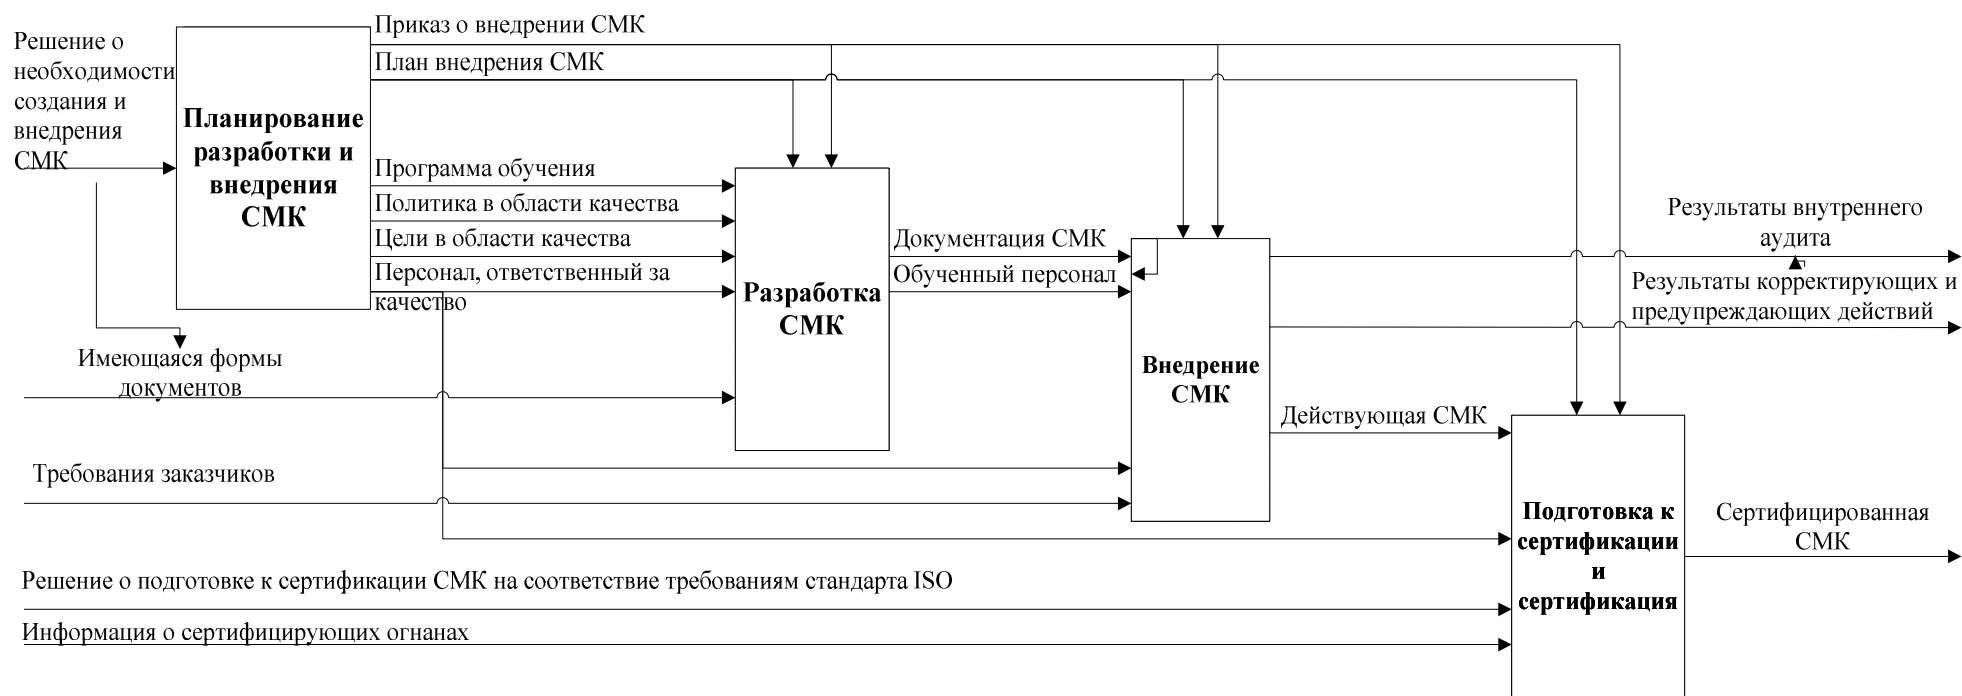 Решение о
необходимости
создания и
внедрения
СМК
Планирование
разработки и
внедрения
СМК
Приказ о внедрении СМК
План внедрения СМК
Программа обучения
Политика в области качества
Цели в области качества
Персонал, ответственный за
качество
Имеющаяся формы
документов
Требования заказчиков
Решение о подготовке к сертификации СМК на соответствие требованиям стандарта ISO
Информация о сертифицирующих огнанах
Разработка
СМК
Документация СМК
Обученный персонал
Внедрение
СМК
Результаты внутреннего
аудита
Результаты корректирующих и
предупреждающих действий
Действующая СМК
Подготовка к
сертификации
и
сертификация
Сертифицированная
СМК